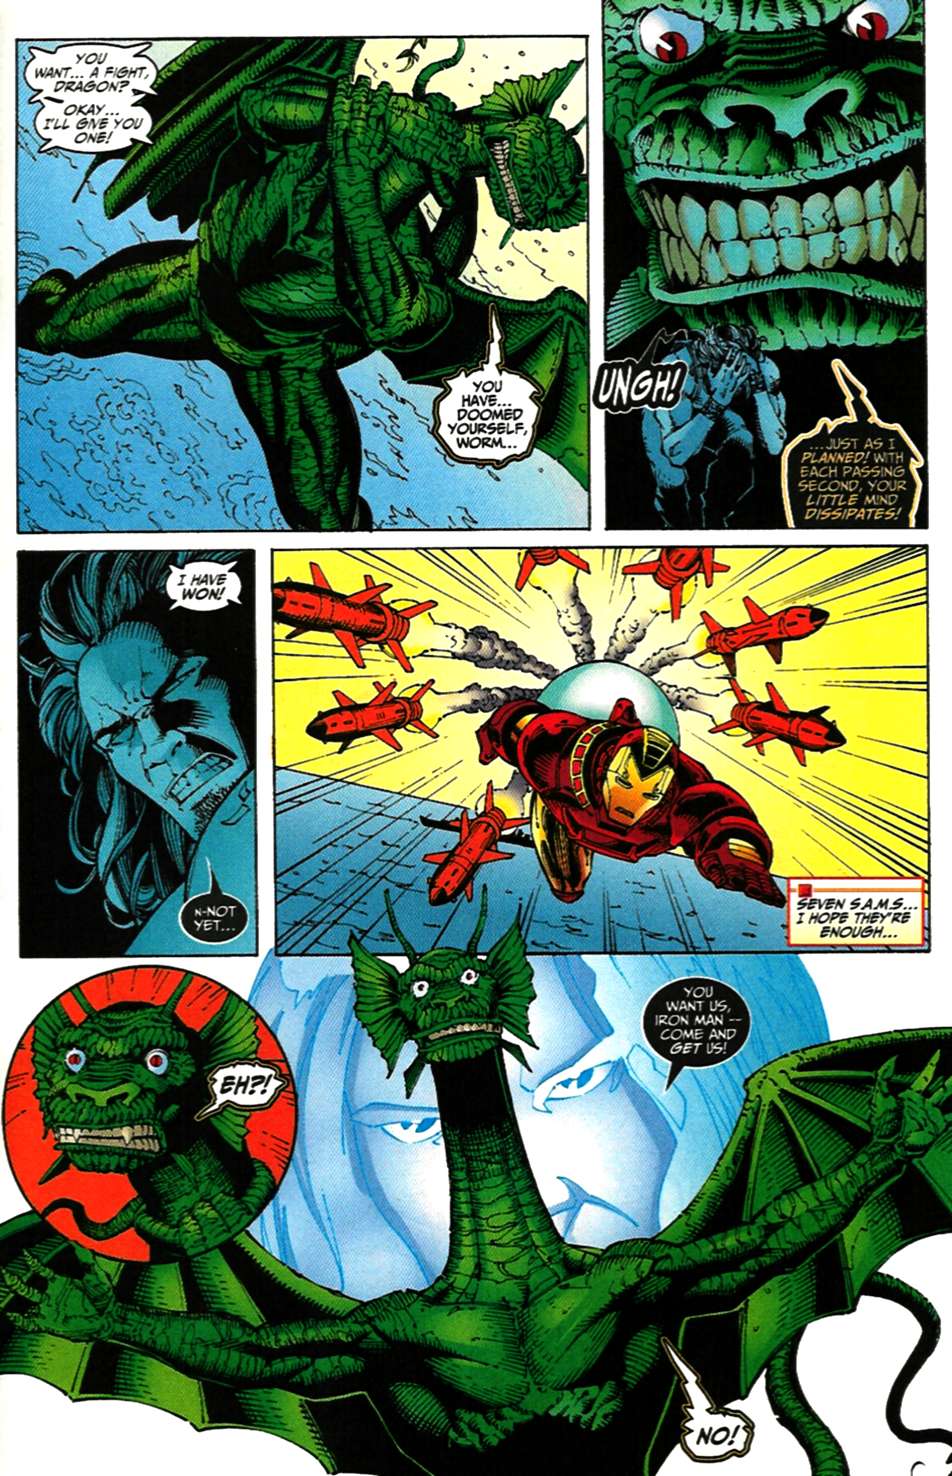 YOU
WANT... A FIGHT,
DRAGON?
OKAY...
I'LL GIVE YOU
ONE!
YOU
HAVE...
DOOMED
YOURSELF,
WORM...
UNGH!
...JUST AS I
PLANNED! WITH
EACH PASSING
SECOND, YOUR
LITTLE MIND
DISSIPATES!
I HAVE
WON!
N-NOT
YET...
SEVEN S.A.M.S...
I HOPE THEY'RE
ENOUGH...
EH?!
YOU
WANT US,
IRON MAN --
COME AND
GET US!
NO!